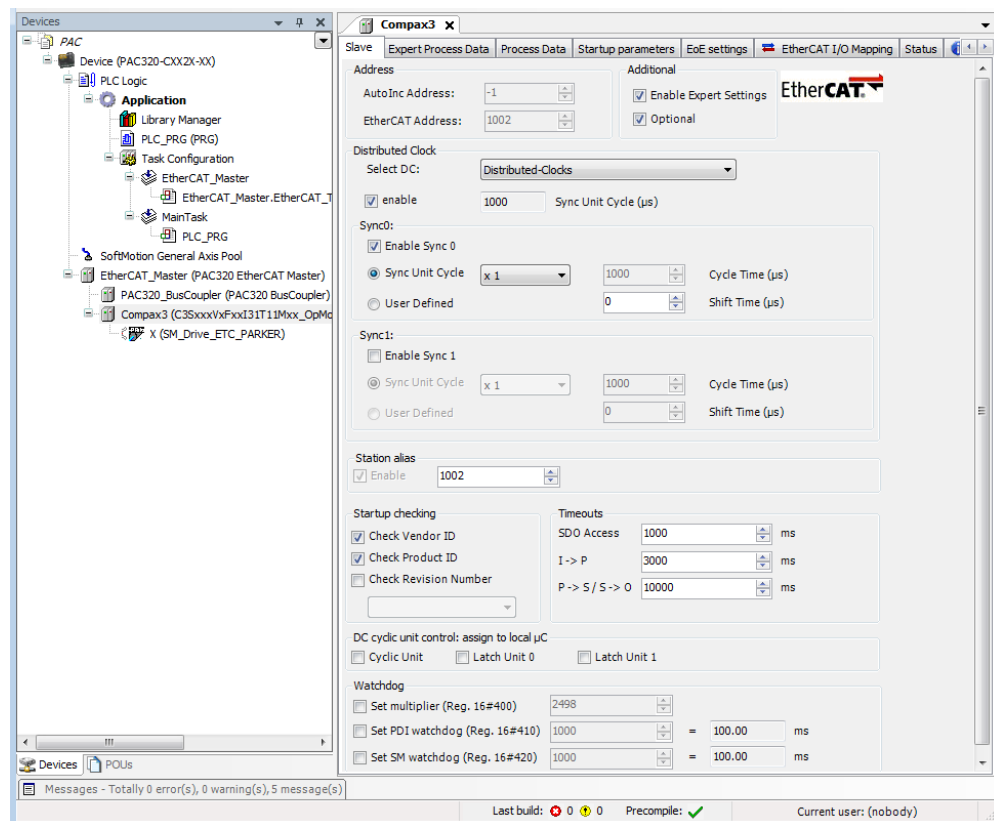 Devices
PAC
Device (PAC320-CXX2X-XX)
PLC Logic
Application
Library Manager
PLC_PRG (PRG)
Task Configuration
EtherCAT_Master
EtherCAT_Master.EtherCAT_T
MainTask
PLC_PRG
SoftMotion General Axis Pool
EtherCAT_Master (PAC320 EtherCAT Master)
PAC320_BusCoupler (PAC320 BusCoupler)
Compax3 (C3SxxxVxFxxI31T11Mxx_OpMo
X (SM_Drive_ETC_PARKER)
Devices POUs
Compax3
Slave Expert Process Data Process Data Startup parameters EoE settings EtherCAT I/O Mapping Status
Address Additional
AutoInc Address: -1 Enable Expert Settings EtherCAT
EtherCAT Address: 1002 Optional
Distributed Clock
Select DC: Distributed-Clocks
enable 1000 Sync Unit Cycle (µs)
Sync0:
Enable Sync 0
Sync Unit Cycle x 1 1000 Cycle Time (µs)
User Defined 0 Shift Time (µs)
Sync1:
Enable Sync 1
Sync Unit Cycle x 1 1000 Cycle Time (µs)
User Defined 0 Shift Time (µs)
Station alias
Enable 1002
Startup checking Timeouts
Check Vendor ID SDO Access 1000 ms
Check Product ID I -> P 3000 ms
Check Revision Number P -> S / S -> O 10000 ms
DC cyclic unit control: assign to local µC
Cyclic Unit Latch Unit 0 Latch Unit 1
Watchdog
Set multiplier (Reg. 16#400) 2498
Set PDI watchdog (Reg. 16#410) 1000 = 100.00 ms
Set SM watchdog (Reg. 16#420) 1000 = 100.00 ms
Messages - Totally 0 error(s), 0 warning(s), 5 message(s)
Last build: 0 0 Precompile: Current user: (nobody)